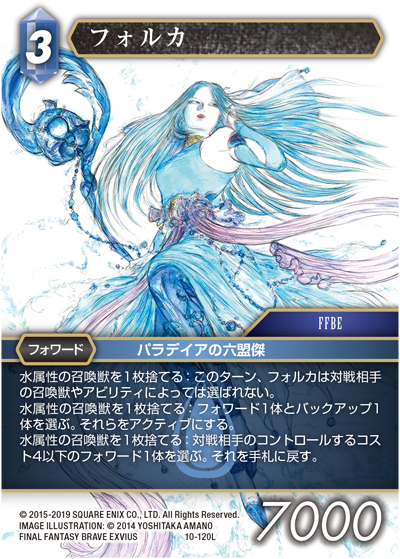 3
フォルカ
FFBE
フォワード
パラデイアの六盟傑
水属性の召喚獣を1枚捨てる：このターン、フォルカは対戦相手
の召喚獣やアビリティによっては選ばれない。
水属性の召喚獣を1枚捨てる：フォワード1体とバックアップ1
体を選ぶ。それらをアクティブにする。
水属性の召喚獣を1枚捨てる：対戦相手のコントロールするコス
ト4以下のフォワード1体を選ぶ。それを手札に戻す。
© 2015-2019 SQUARE ENIX CO., LTD. All Rights Reserved.
IMAGE ILLUSTRATION: © 2014 YOSHITAKA AMANO
FINAL FANTASY BRAVE EXVIUS
10-120L
7000